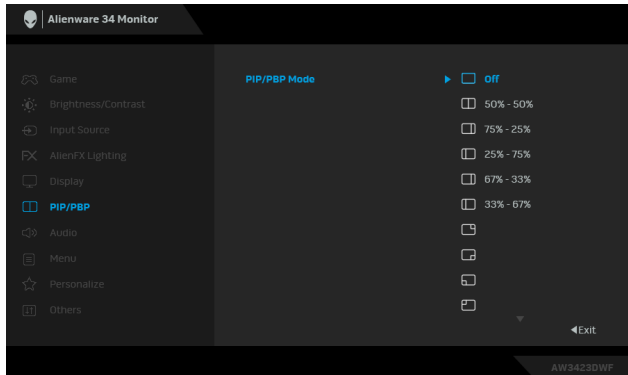 Alienware 34 Monitor
Game
Brightness/Contrast
Input Source
AlienFX Lighting
Display
PIP/PBP
Audio
Menu
Personalize
Others
PIP/PBP Mode
Off
50% - 50%
75% - 25%
25% - 75%
67% - 33%
33% - 67%
Exit
AW3423DWF